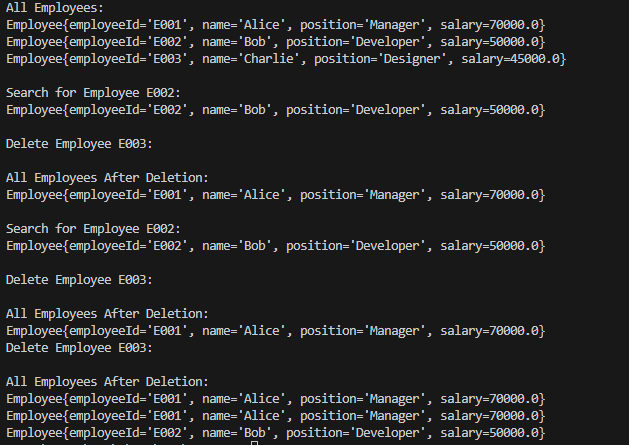 All Employees:
Employee{employeeId='E001', name='Alice', position='Manager', salary=70000.0}
Employee{employeeId='E002', name='Bob', position='Developer', salary=50000.0}
Employee{employeeId='E003', name='Charlie', position='Designer', salary=45000.0}
Search for Employee E002:
Employee{employeeId='E002', name='Bob', position='Developer', salary=50000.0}
Delete Employee E003:
All Employees After Deletion:
Employee{employeeId='E001', name='Alice', position='Manager', salary=70000.0}
Search for Employee E002:
Employee{employeeId='E002', name='Bob', position='Developer', salary=50000.0}
Delete Employee E003:
All Employees After Deletion:
Employee{employeeId='E001', name='Alice', position='Manager', salary=70000.0}
Delete Employee E003:
All Employees After Deletion:
Employee{employeeId='E001', name='Alice', position='Manager', salary=70000.0}
Employee{employeeId='E001', name='Alice', position='Manager', salary=70000.0}
Employee{employeeId='E002', name='Bob', position='Developer', salary=50000.0}